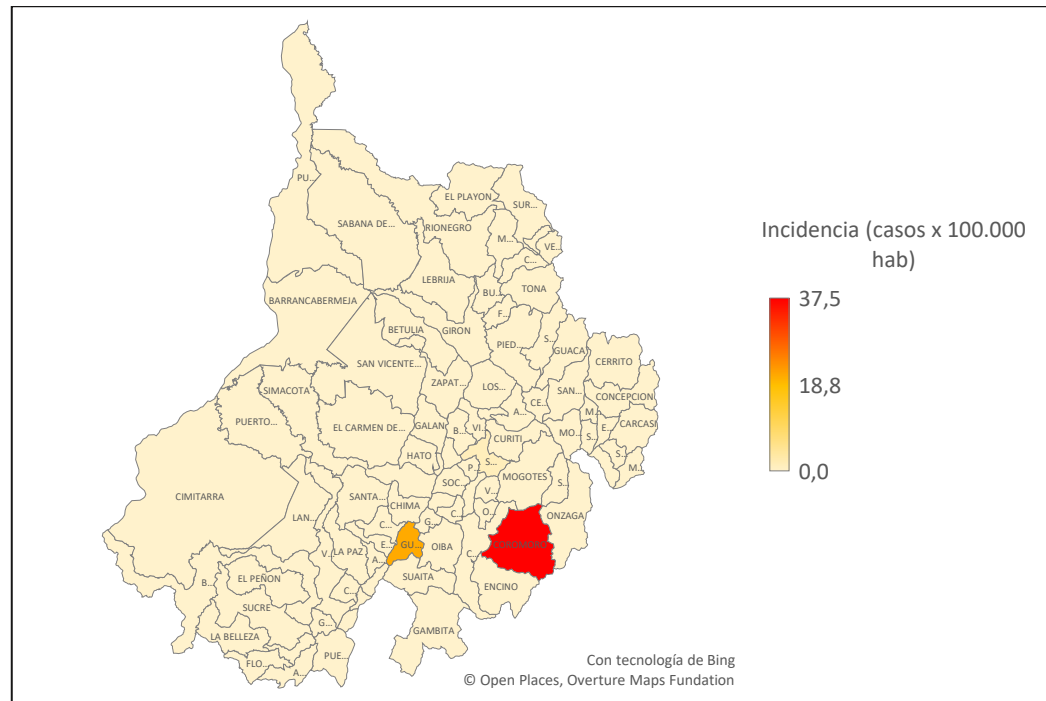 PU...
EL PLAYON
SUR...
SABANA DE...
RIONEGRO
M...
VE...
C...
LEBRIJA
BU...
TONA
BARRANCABERMEJA
F...
BETULIA
GIRON
PIED...
S...
GUACA
CERRITO
SAN VICENTE...
ZAPAT...
LOS...
SAN...
SIMACOTA
CE...
CONCEPCION
PUERTO...
EL CARMEN DE...
GALAN
B...
VI...
A...
M...
E...
CARCASI
CURITI
MO...
S...
HATO
P...
S...
S...
M...
SOC...
MOGOTES
S...
CIMITARRA
SANTA...
CHIMA
V...
C...
O...
ONZAGA
LAN...
C...
G...
E...
GU...
OIBA
C...
V...
LA PAZ
A...
SUAITA
ENCINO
B...
EL PEÑON
C...
SUCRE
G...
LA BELLEZA
GAMBITA
FLO...
PUE...
A...
Incidencia (casos x 100.000
hab)
37,5
18,8
0,0
Con tecnología de Bing
© Open Places, Overture Maps Fundation